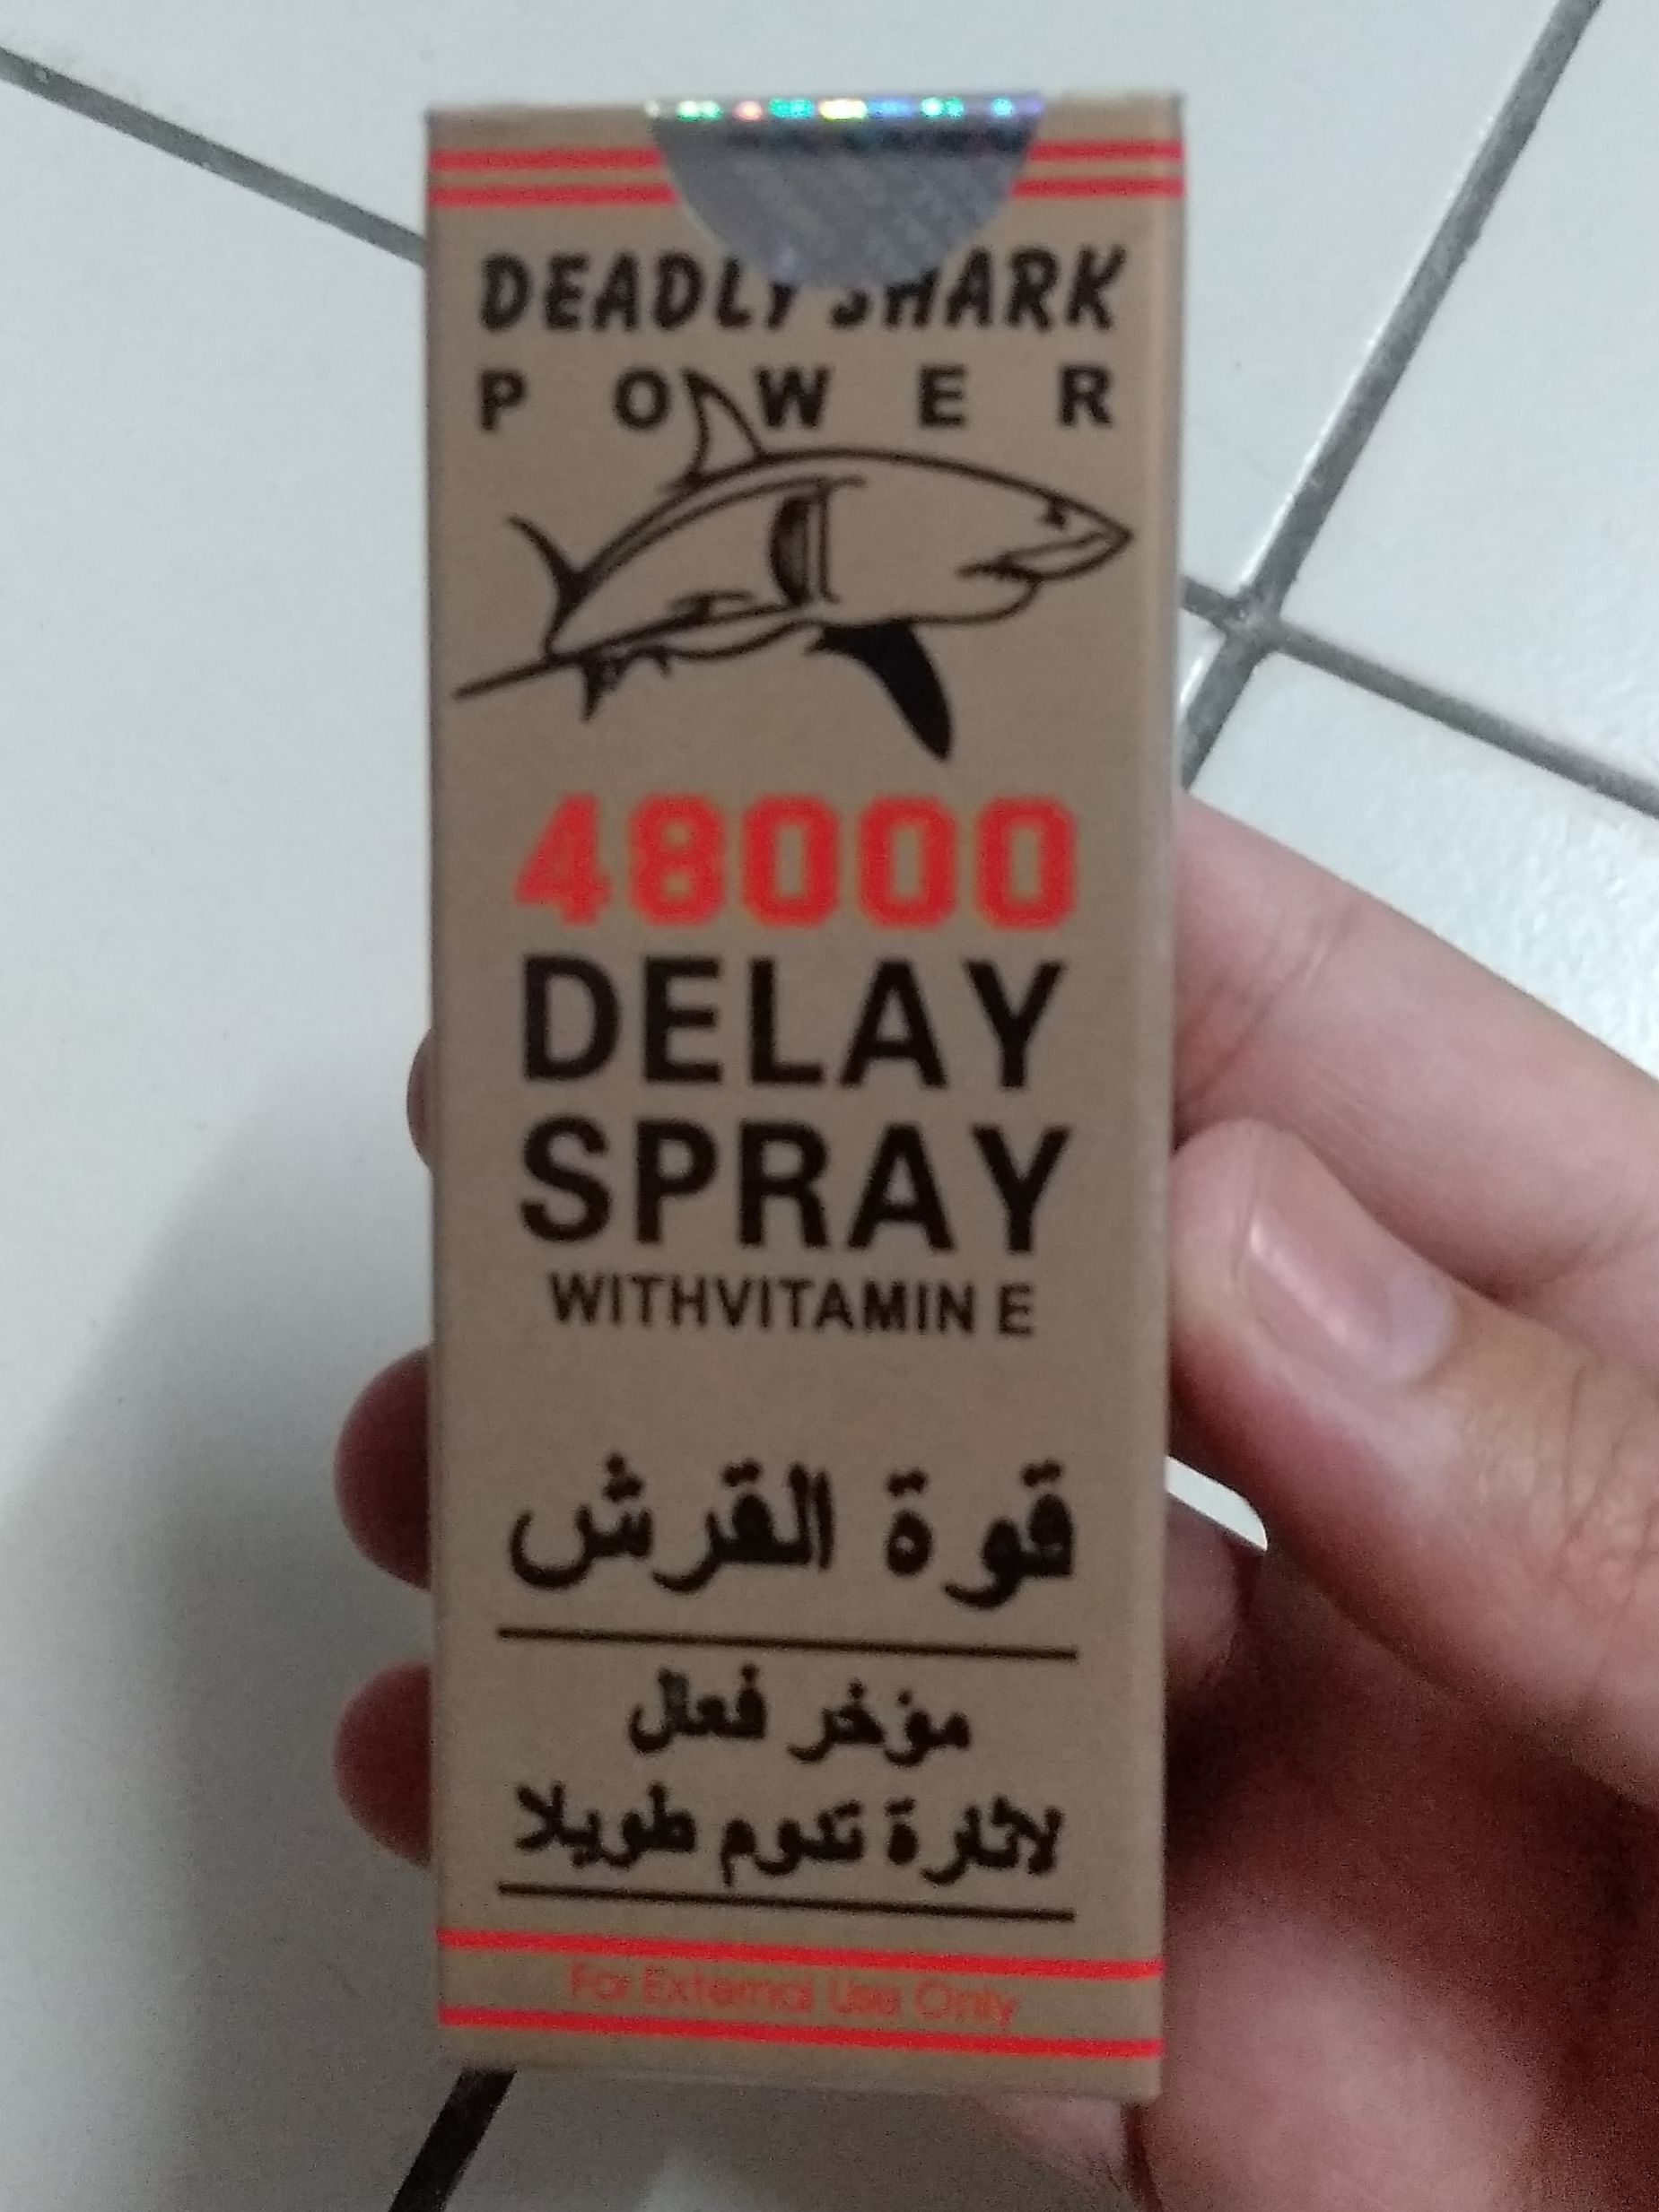 DEADLY SHARK
POWER
48000
DELAY
SPRAY
WITHVITAMIN E
قوة القرش
مؤخر فعال
لاثارة تدوم طويلا
For External Use Only